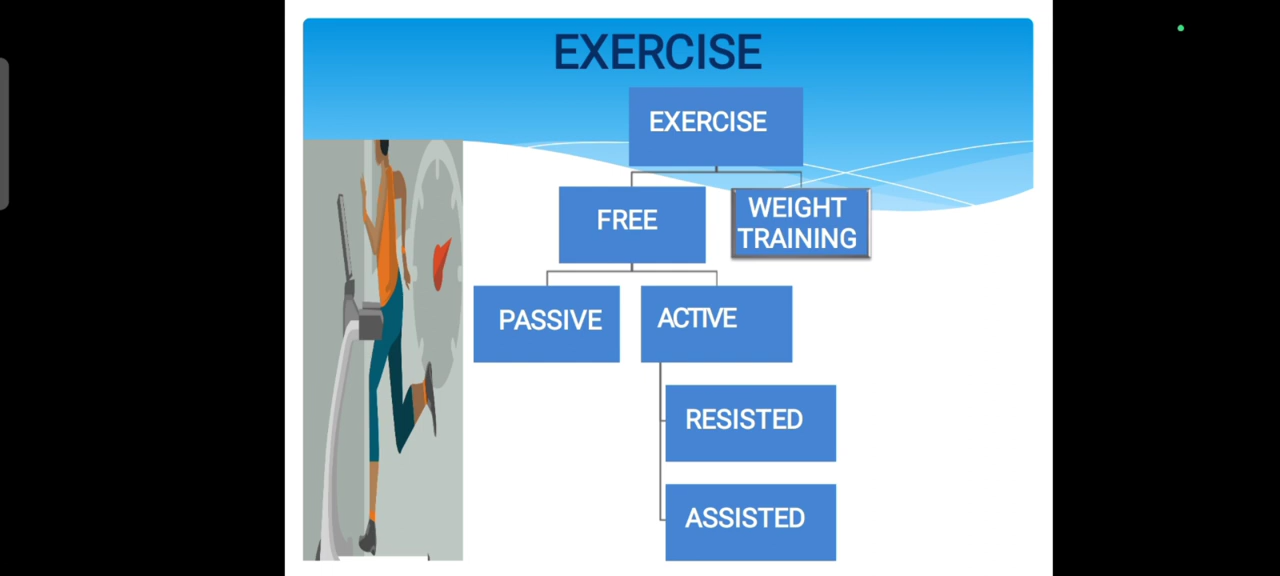 EXERCISE
EXERCISE
FREE
WEIGHT
TRAINING
PASSIVE
ACTIVE
RESISTED
ASSISTED